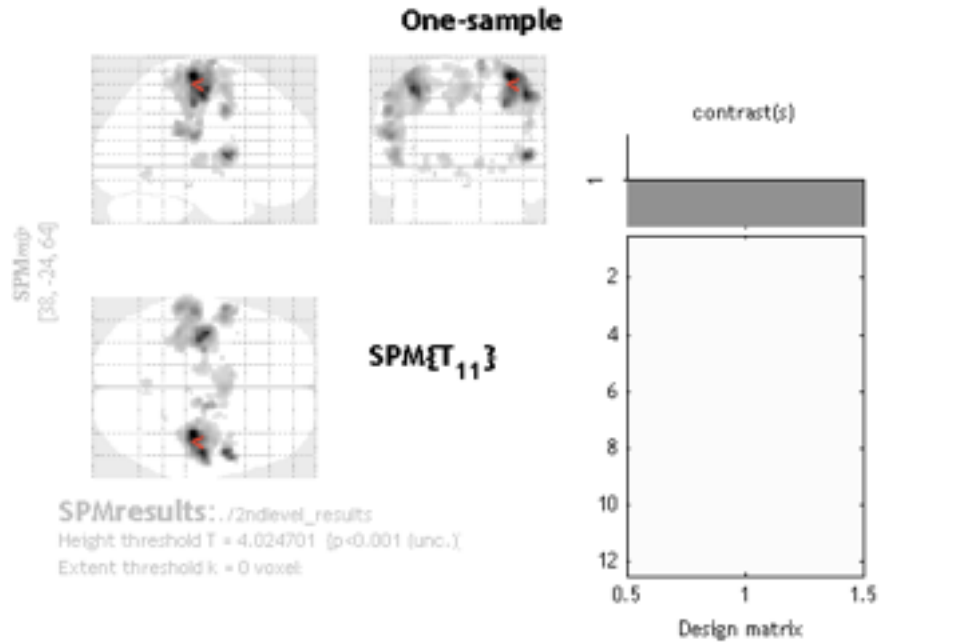 One-sample
SPMmip
[38, -24, 64]
SPM{T11}
SPMresults: ./2ndlevel_results
Height threshold T = 4.024701 {p<0.001 (unc.)}
Extent threshold k = 0 voxels
contrast(s)
1
2
4
6
8
10
12
0.5 1 1.5
Design matrix